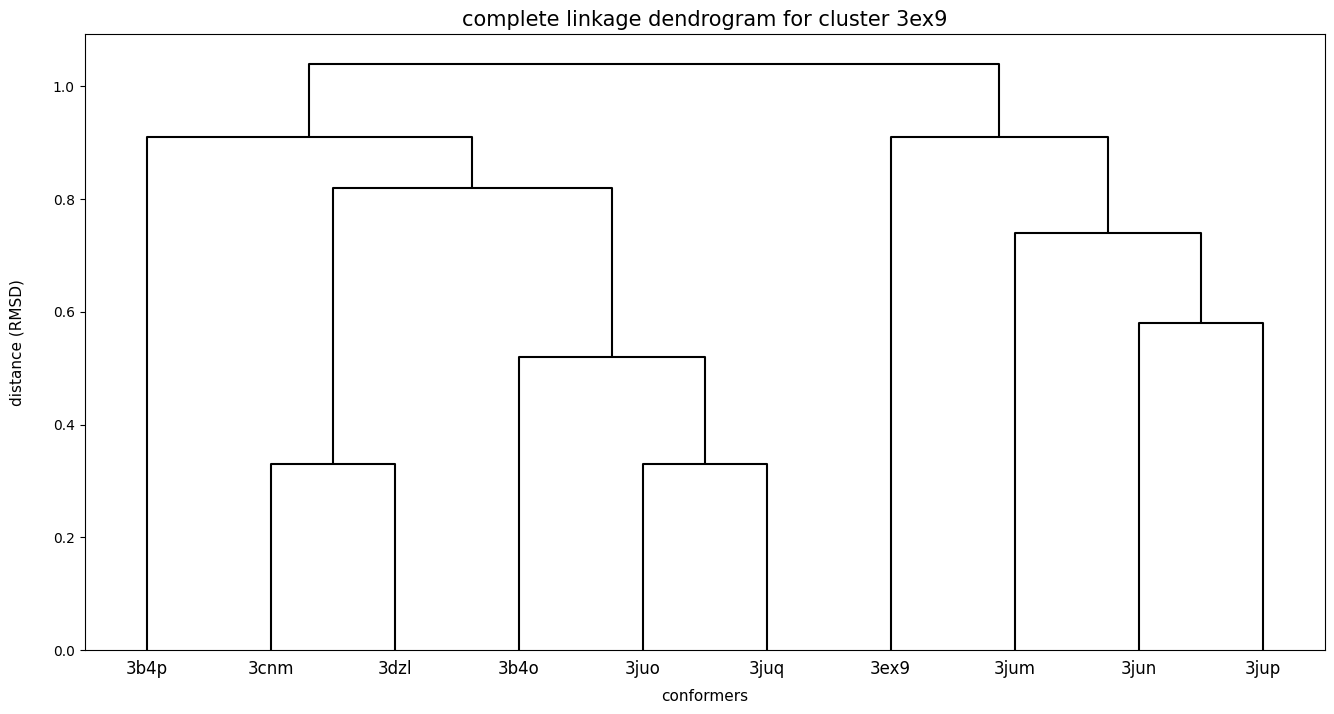 complete linkage dendrogram for cluster 3ex9
1.0
0.8
0.6
0.4
0.2
0.0
distance (RMSD)
3b4p 3cnm 3dzl 3b4o 3juo 3juq 3ex9 3jum 3jun 3jup
conformers